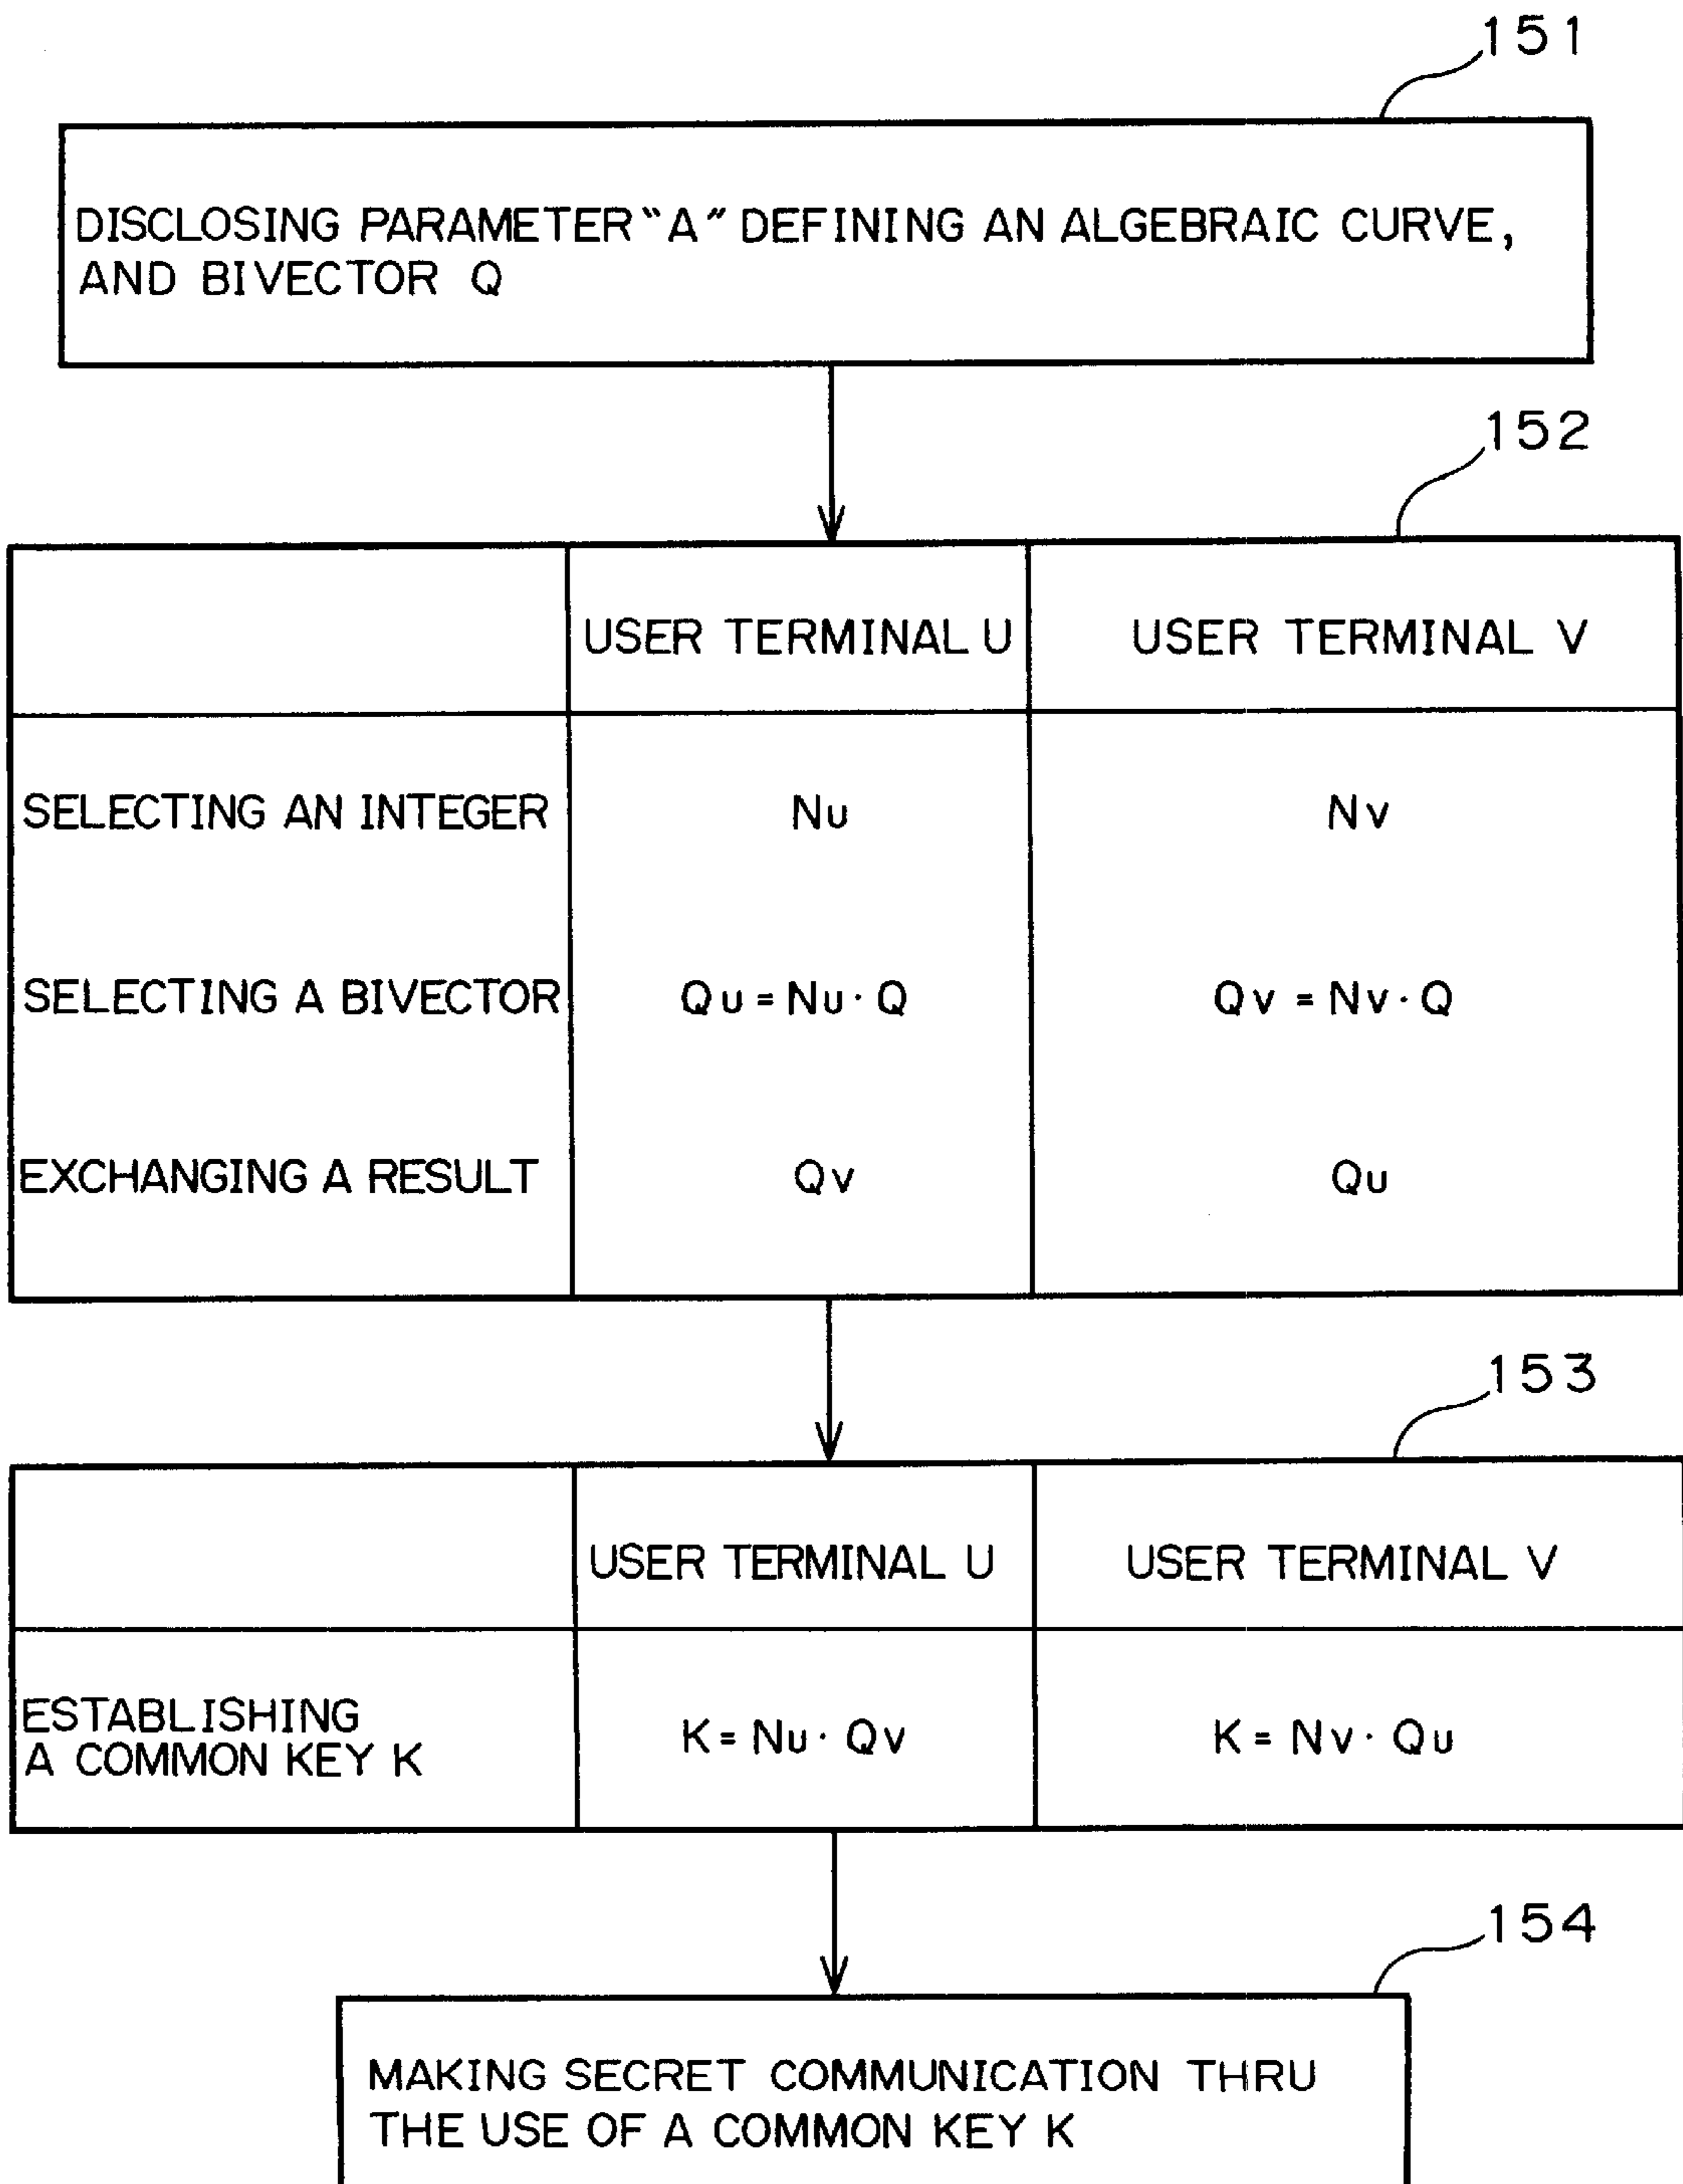 151
DISCLOSING PARAMETER "A" DEFINING AN ALGEBRAIC CURVE,
AND BIVECTOR Q
152
USER TERMINAL U USER TERMINAL V
SELECTING AN INTEGER Nu Nv
SELECTING A BIVECTOR Qu = Nu · Q Qv = Nv · Q
EXCHANGING A RESULT Qv Qu
153
USER TERMINAL U USER TERMINAL V
ESTABLISHING
A COMMON KEY K K = Nu · Qv K = Nv · Qu
154
MAKING SECRET COMMUNICATION THRU
THE USE OF A COMMON KEY K